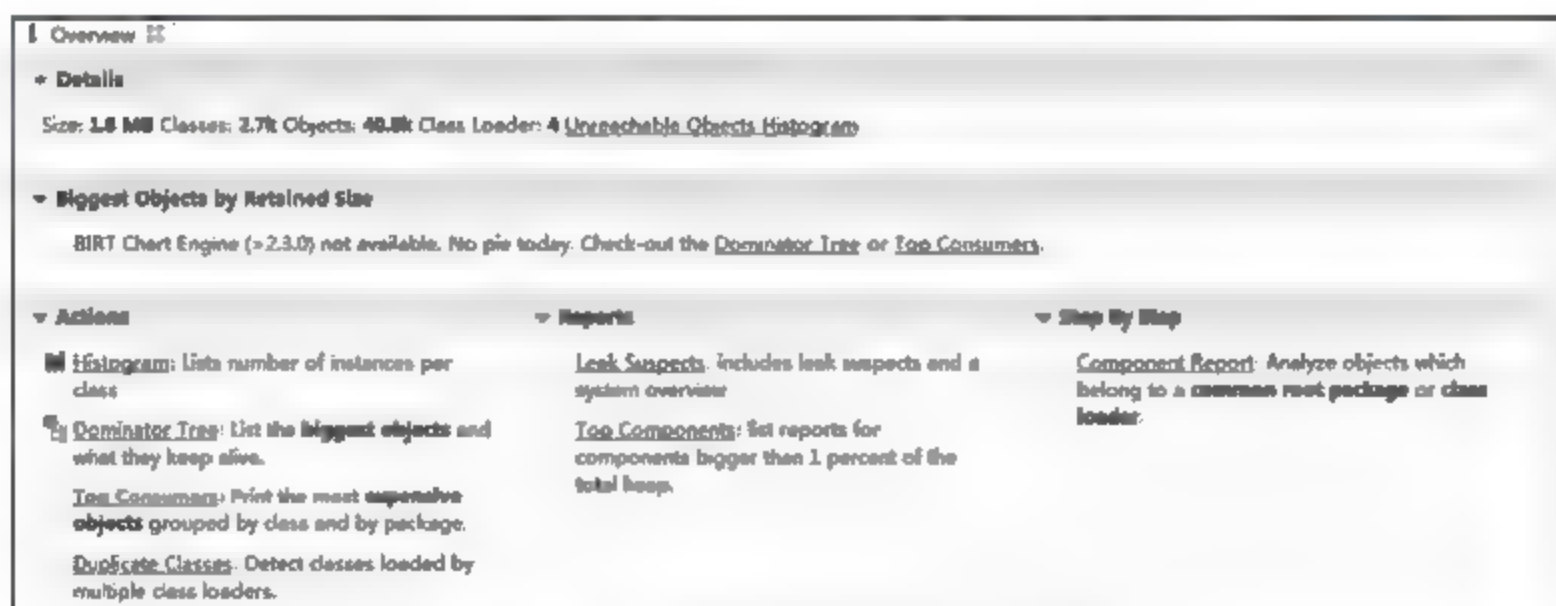 Overview
Details
Size: MB Classes: 2.7k Objects: Class Loader: 4 Unreachable Objects Histogram
Biggest Objects by Retained Size
BIRT Chart Engine (>2.3.0) not available. No pie today. Check-out the Dominator Tree or Top Consumers.
Actions
Reports
Step By Step
Histogram: Lists number of instances per
class
Dominator Tree: List the biggest objects and
what they keep alive.
Top Consumers: Print the most expensive
objects grouped by class and by package.
Duplicate Classes: Detect classes loaded by
multiple class loaders.
Leak Suspects: includes leak suspects and a
system overview
Top Components: list reports for
components bigger than 1 percent of the
total heap.
Component Report: Analyze objects which
belong to a common root package or class
loader.